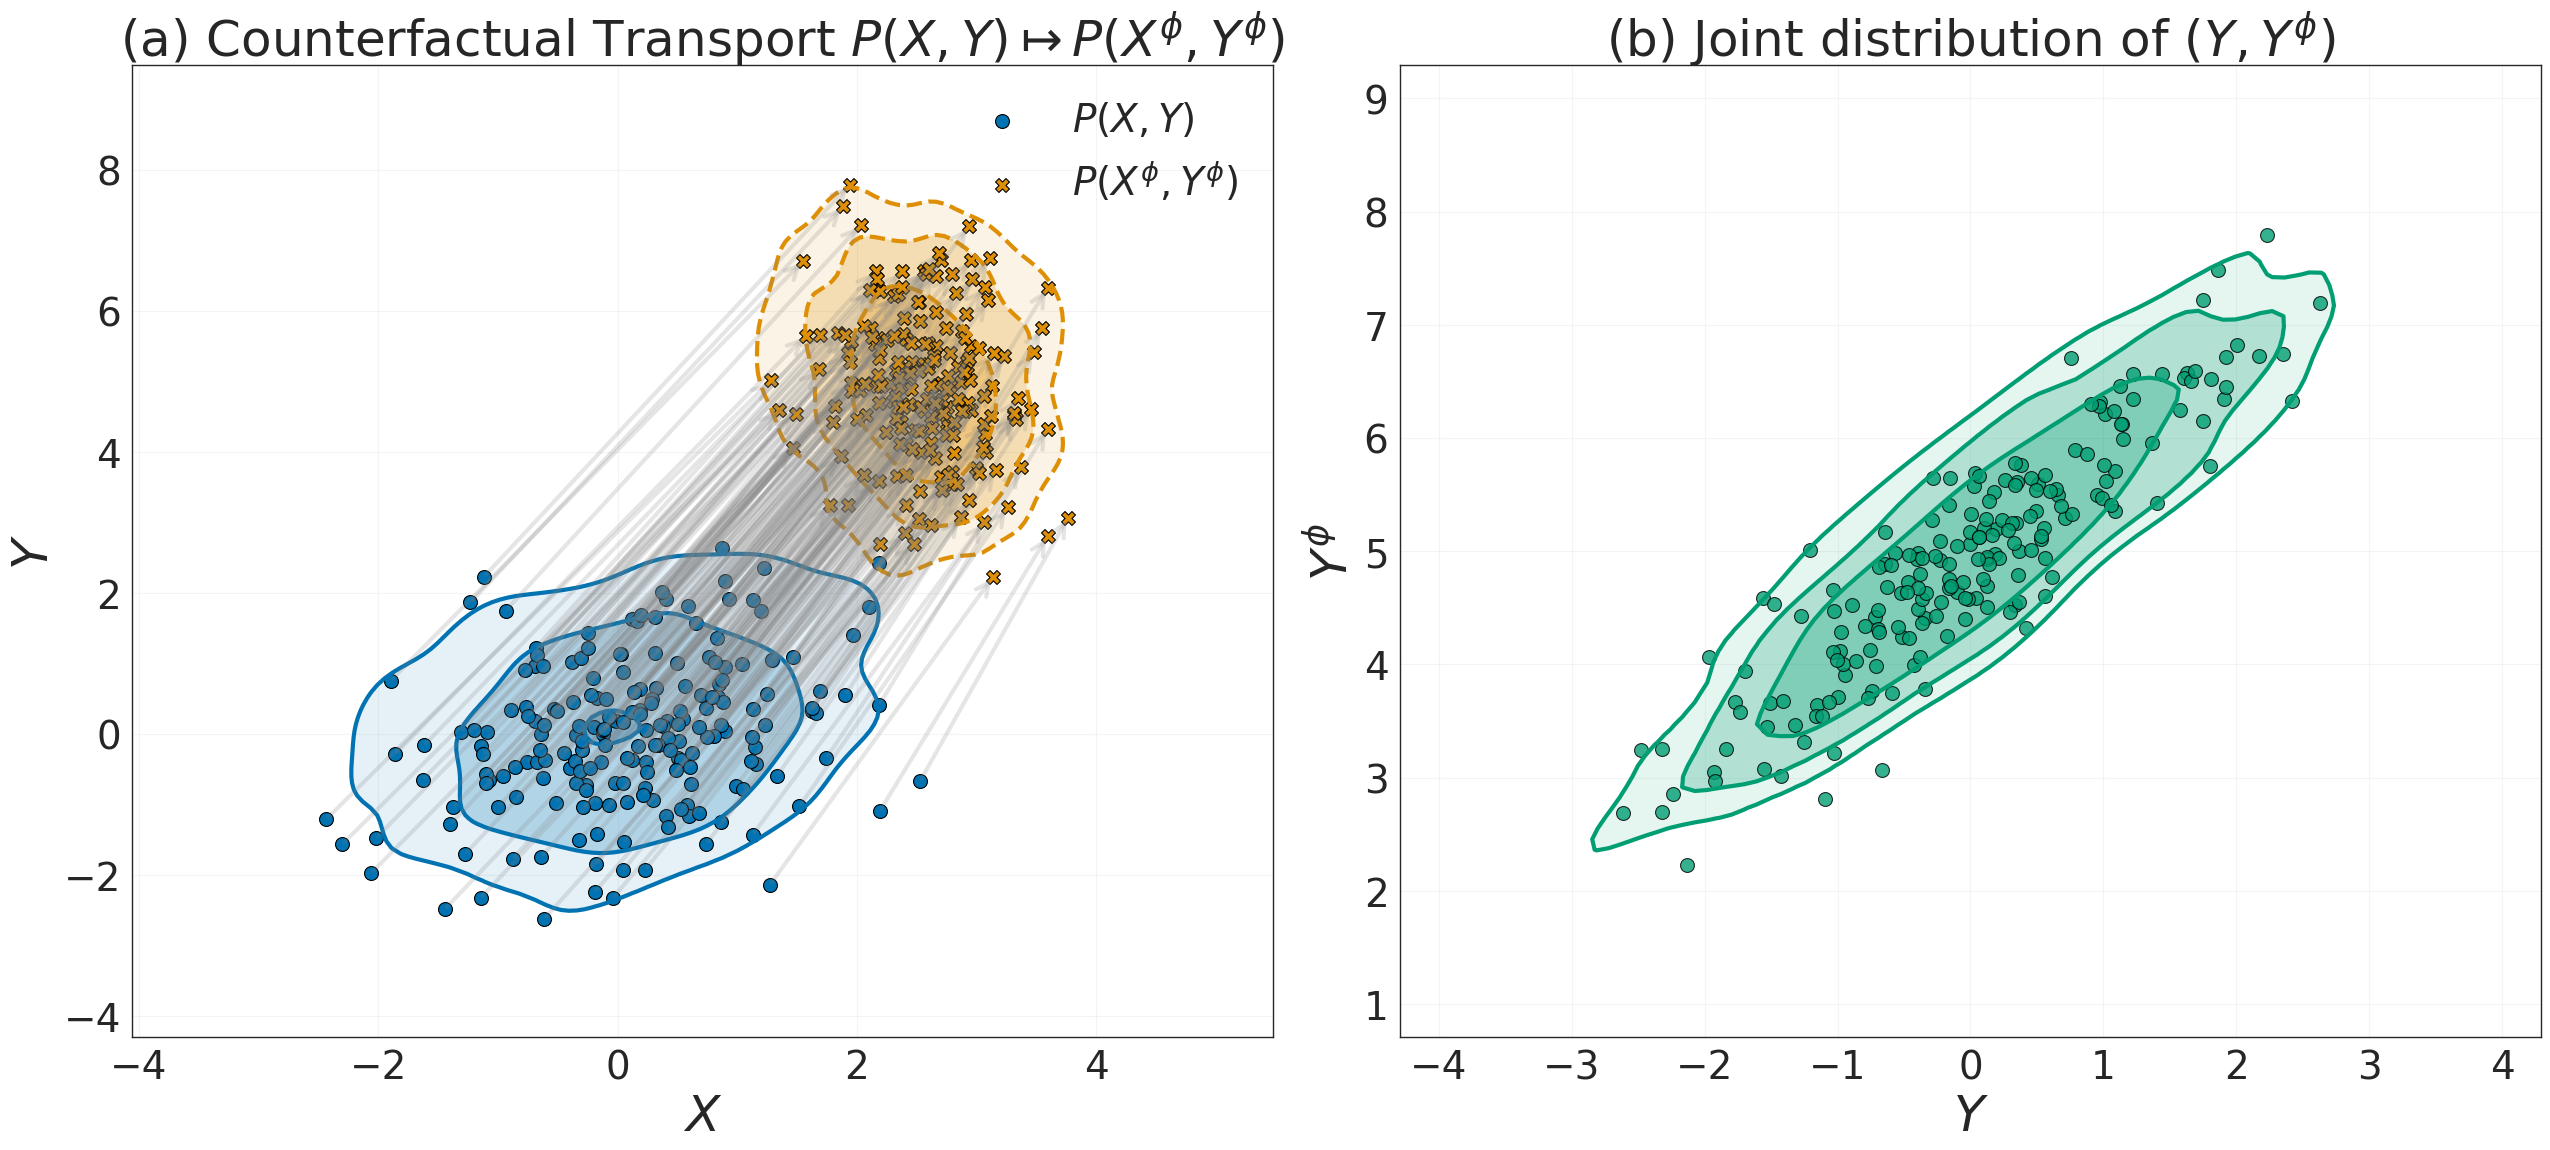 (a) Counterfactual Transport P(X, Y) ↦ P(X^ϕ, Y^ϕ)
P(X, Y)
P(X^ϕ, Y^ϕ)
Y
8
6
4
2
0
−2
−4
−4 −2 0 2 4
X
(b) Joint distribution of (Y, Y^ϕ)
Y^ϕ
9
8
7
6
5
4
3
2
1
−4 −3 −2 −1 0 1 2 3 4
Y